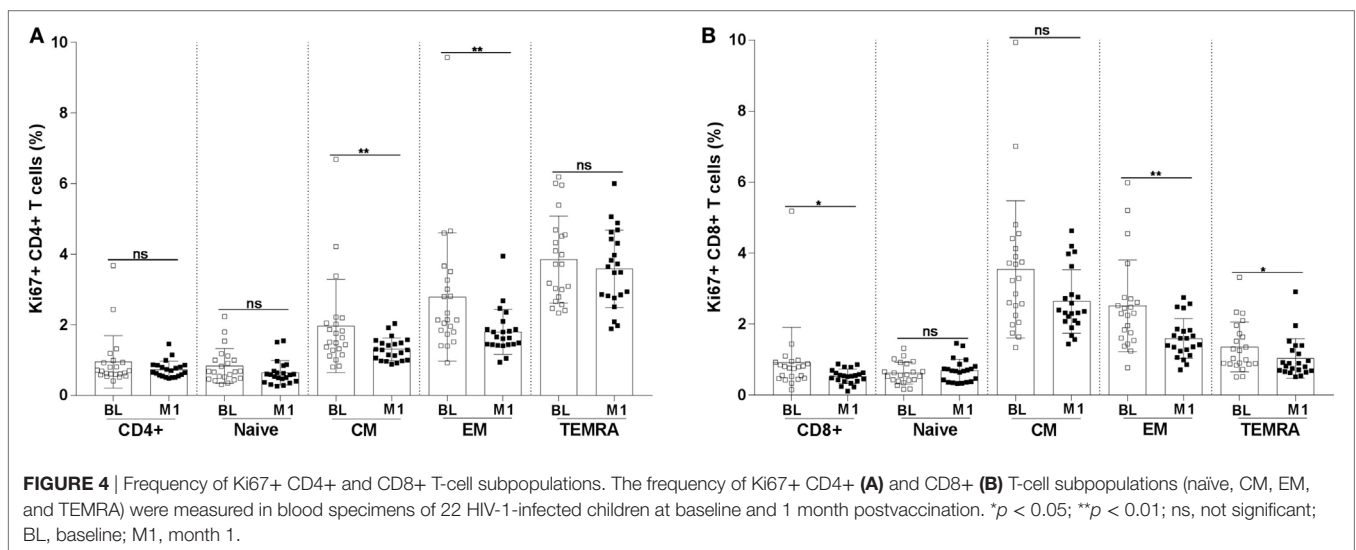 A
Ki67+ CD4+ T cells (%)
10
8
6
4
2
0
ns
ns
**
**
ns
BL M1 BL M1 BL M1 BL M1 BL M1
CD4+ Naive CM EM TEMRA
B
Ki67+ CD8+ T cells (%)
10
8
6
4
2
0
*
ns
ns
**
*
BL M1 BL M1 BL M1 BL M1 BL M1
CD8+ Naive CM EM TEMRA
FIGURE 4 | Frequency of Ki67+ CD4+ and CD8+ T-cell subpopulations. The frequency of Ki67+ CD4+ (A) and CD8+ (B) T-cell subpopulations (naïve, CM, EM,
and TEMRA) were measured in blood specimens of 22 HIV-1-infected children at baseline and 1 month postvaccination. *p < 0.05; **p < 0.01; ns, not significant;
BL, baseline; M1, month 1.